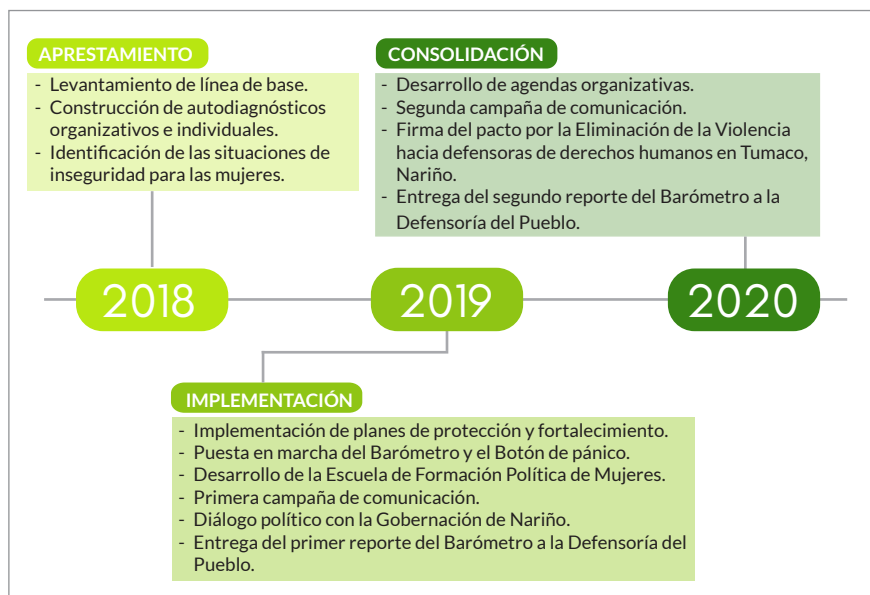 APRESTAMIENTO
- Levantamiento de línea de base.
- Construcción de autodiagnósticos
organizativos e individuales.
- Identificación de las situaciones de
inseguridad para las mujeres.
CONSOLIDACIÓN
- Desarrollo de agendas organizativas.
- Segunda campaña de comunicación.
- Firma del pacto por la Eliminación de la Violencia
hacia defensoras de derechos humanos en Tumaco,
Nariño.
- Entrega del segundo reporte del Barómetro a la
Defensoría del Pueblo.
2018
2019
2020
IMPLEMENTACIÓN
- Implementación de planes de protección y fortalecimiento.
- Puesta en marcha del Barómetro y el Botón de pánico.
- Desarrollo de la Escuela de Formación Política de Mujeres.
- Primera campaña de comunicación.
- Diálogo político con la Gobernación de Nariño.
- Entrega del primer reporte del Barómetro a la Defensoría del
Pueblo.